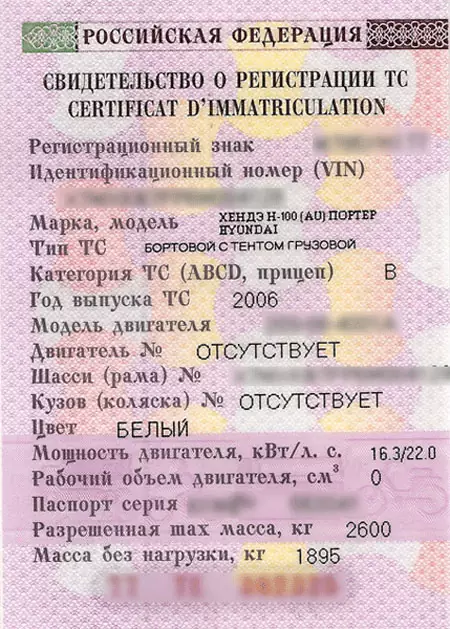 РОССИЙСКАЯ ФЕДЕРАЦИЯ
СВИДЕТЕЛЬСТВО О РЕГИСТРАЦИИ ТС
CERTIFICAT D'IMMATRICULATION
Регистрационный знак
Идентификационный номер (VIN)
Марка, модель ХЕНДЭ H-100 (AU) ПОРТЕР
HYUNDAI
Тип ТС БОРТОВОЙ С ТЕНТОМ ГРУЗОВОЙ
Категория ТС (ABCD, прицеп) B
Год выпуска ТС 2006
Модель двигателя
Двигатель № ОТСУТСТВУЕТ
Шасси (рама) №
Кузов (коляска) № ОТСУТСТВУЕТ
Цвет БЕЛЫЙ
Мощность двигателя, кВт/л. с. 16.3/22.0
Рабочий объем двигателя, см³ 0
Паспорт серия
Разрешенная max масса, кг 2600
Масса без нагрузки, кг 1895